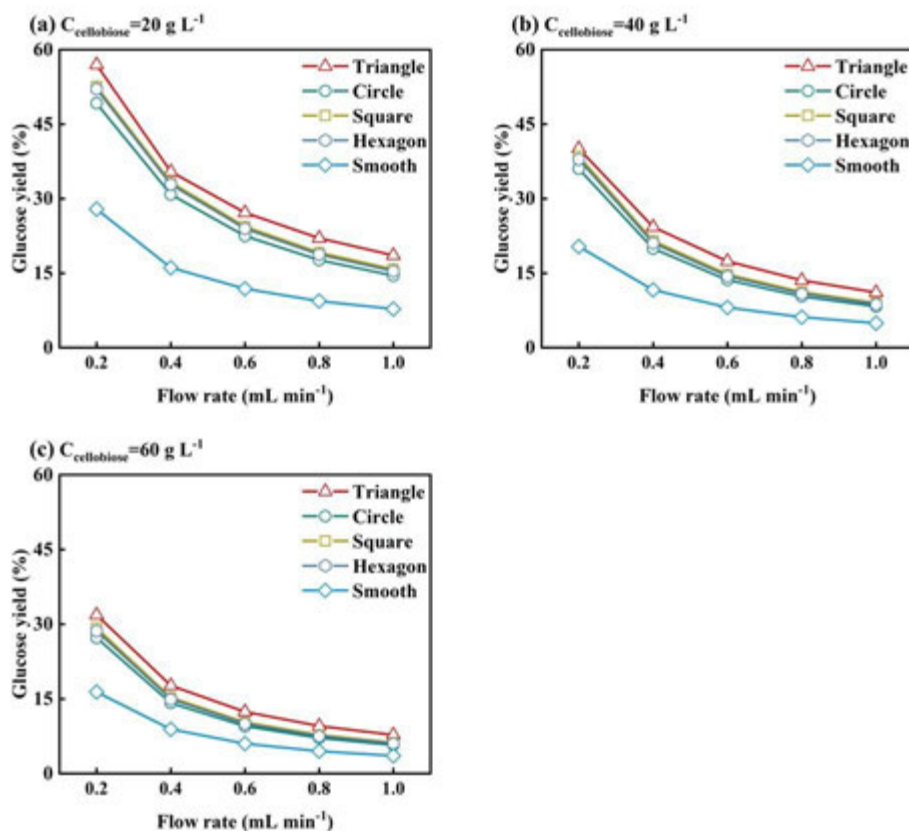 (a) C_cellobiose=20 g L⁻¹
60
45
30
15
0
Glucose yield (%)
Triangle
Circle
Square
Hexagon
Smooth
0.2 0.4 0.6 0.8 1.0
Flow rate (mL min⁻¹)
(b) C_cellobiose=40 g L⁻¹
60
45
30
15
0
Glucose yield (%)
Triangle
Circle
Square
Hexagon
Smooth
0.2 0.4 0.6 0.8 1.0
Flow rate (mL min⁻¹)
(c) C_cellobiose=60 g L⁻¹
60
45
30
15
0
Glucose yield (%)
Triangle
Circle
Square
Hexagon
Smooth
0.2 0.4 0.6 0.8 1.0
Flow rate (mL min⁻¹)